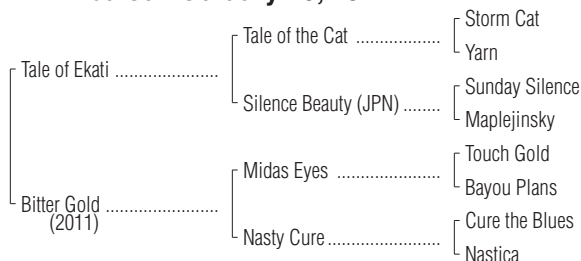 Storm Cat
Tale of the Cat ...................
Yarn
Tale of Ekati .......................
Sunday Silence
Silence Beauty (JPN) ........
Maplejinsky
Touch Gold
Midas Eyes .......................
Bayou Plans
Bitter Gold .........................
(2011)
Cure the Blues
Nasty Cure .........................
Nastica